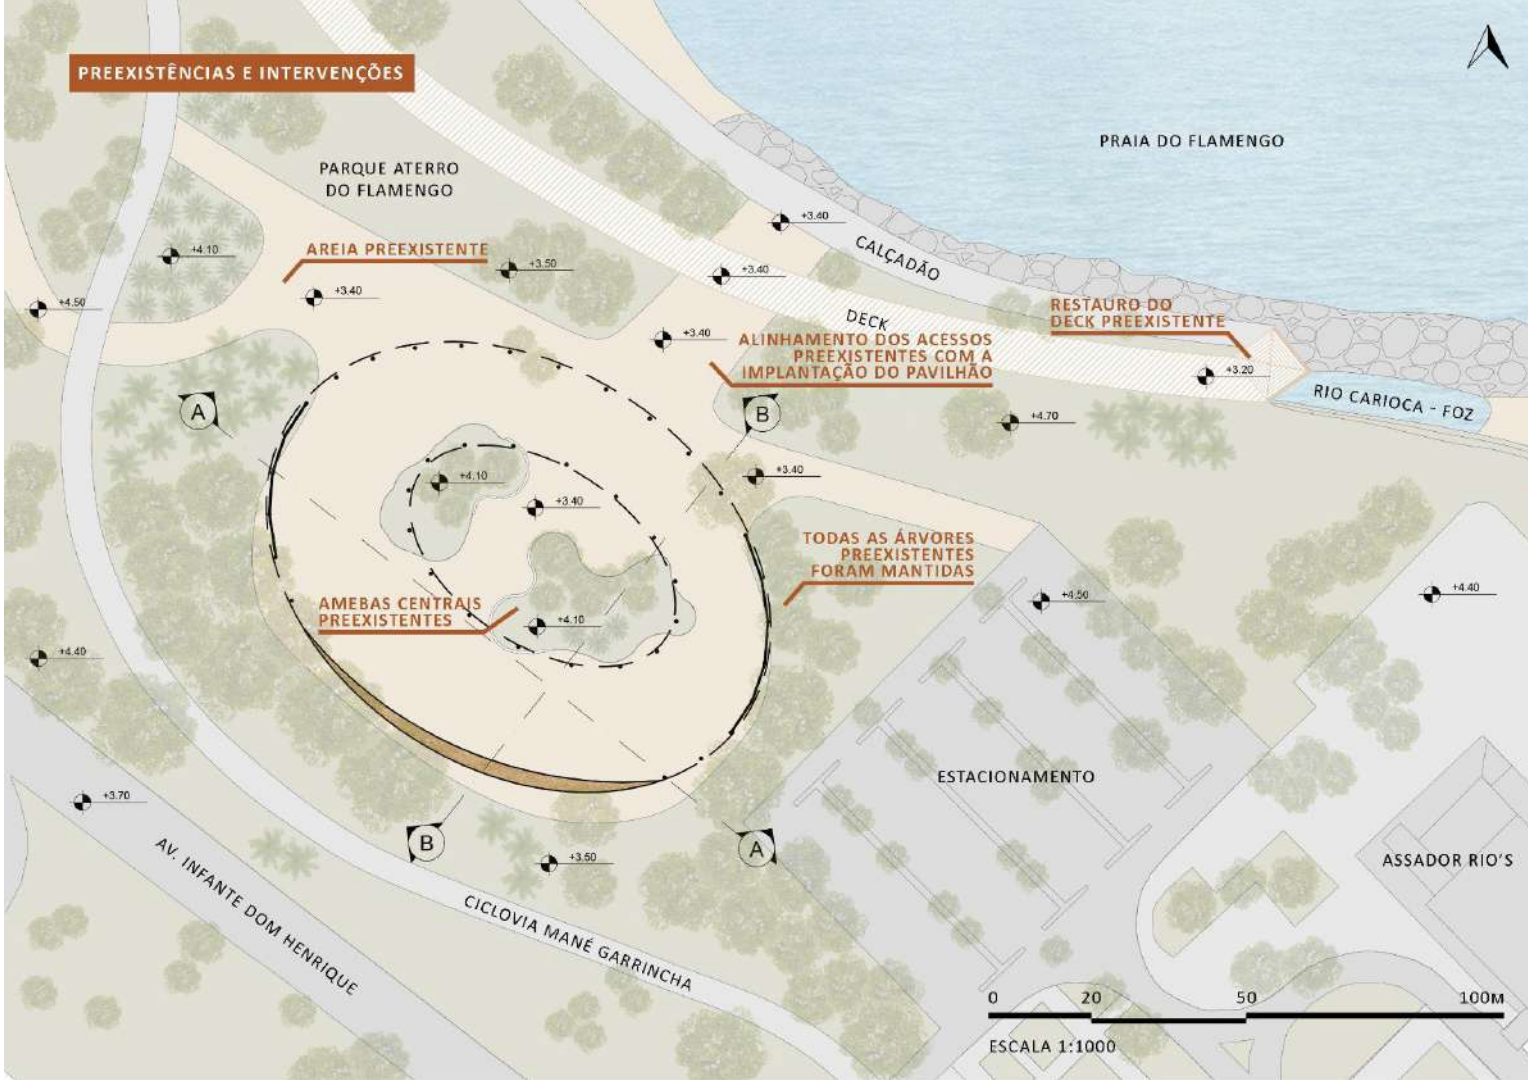 PREEXISTÊNCIAS E INTERVENÇÕES
PRAIA DO FLAMENGO
PARQUE ATERRO
DO FLAMENGO
+3.40
CALÇADÃO
AREIA PREEXISTENTE
+4.10
+3.50
+3.40
+3.40
+4.50
DECK
RESTAURO DO
DECK PREEXISTENTE
+3.40
ALINHAMENTO DOS ACESSOS
PREEXISTENTES COM A
IMPLANTAÇÃO DO PAVILHÃO
+3.20
RIO CARIOCA - FOZ
A
B
+4.70
+4.10
+3.40
+3.40
TODAS AS ÁRVORES
PREEXISTENTES
FORAM MANTIDAS
AMEBAS CENTRAIS
PREEXISTENTES
+4.10
+4.50
+4.40
+4.40
ESTACIONAMENTO
+3.70
B
A
+3.50
ASSADOR RIO'S
AV. INFANTE DOM HENRIQUE
CICLOVIA MANÉ GARRINCHA
0 20 50 100M
ESCALA 1:1000